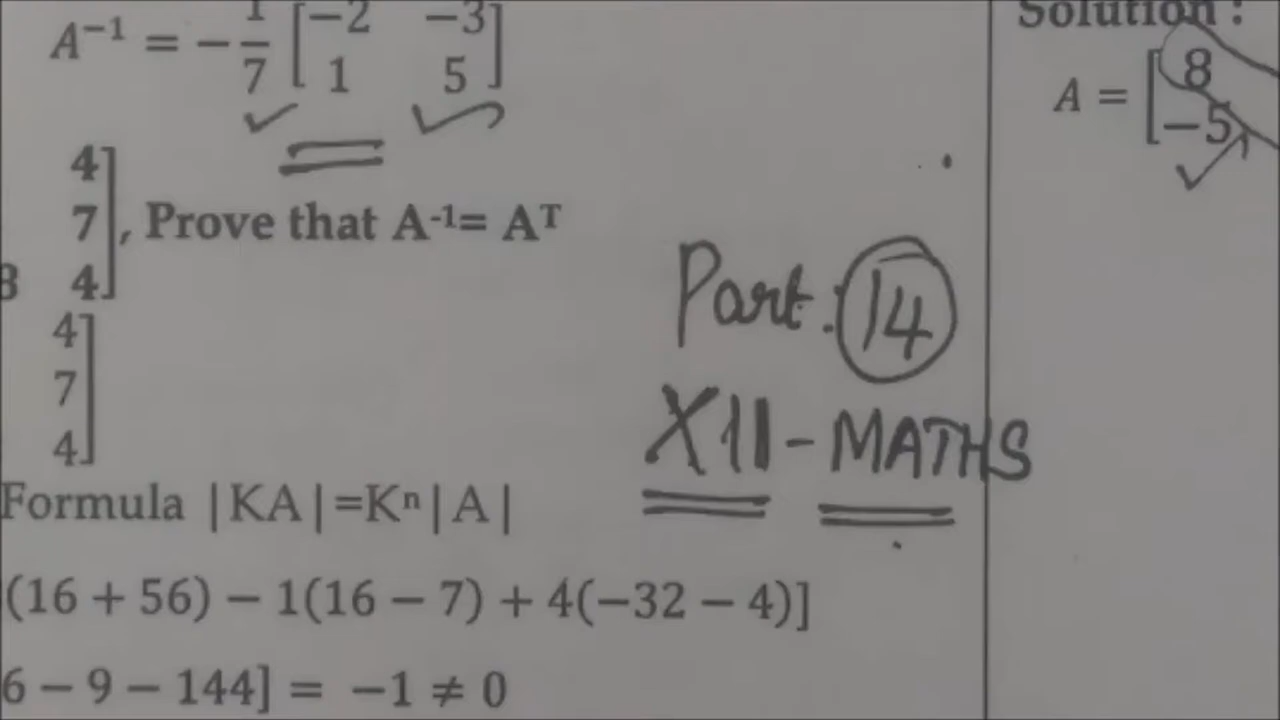 A⁻¹ = − 1/7 [−2 −3
1 5]
4]
7], Prove that A⁻¹= Aᵀ
8 4]
4]
7
4]
Formula |KA|=Kⁿ|A|
(16 + 56) − 1(16 − 7) + 4(−32 − 4)]
6 − 9 − 144] = −1 ≠ 0
Part: 14
XII - MATHS
Solution :
A = [8
−5